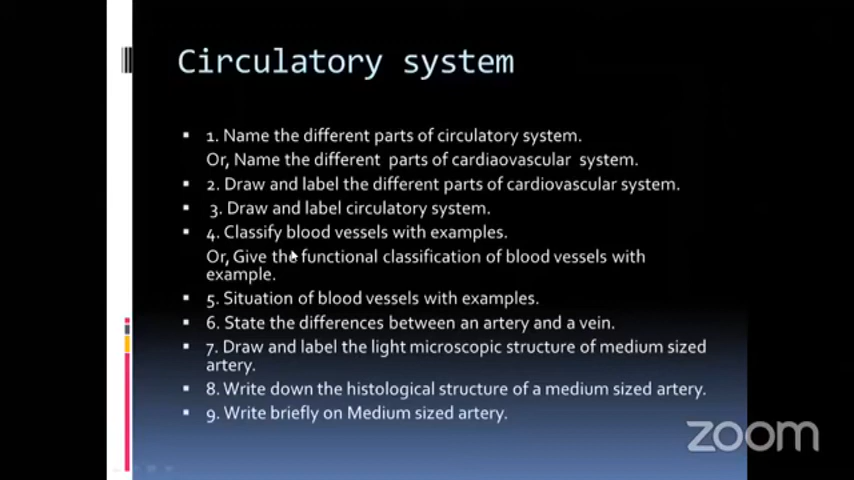 Circulatory system
1. Name the different parts of circulatory system.
Or, Name the different parts of cardiaovascular system.
2. Draw and label the different parts of cardiovascular system.
3. Draw and label circulatory system.
4. Classify blood vessels with examples.
Or, Give the functional classification of blood vessels with
example.
5. Situation of blood vessels with examples.
6. State the differences between an artery and a vein.
7. Draw and label the light microscopic structure of medium sized
artery.
8. Write down the histological structure of a medium sized artery.
9. Write briefly on Medium sized artery.
zoom